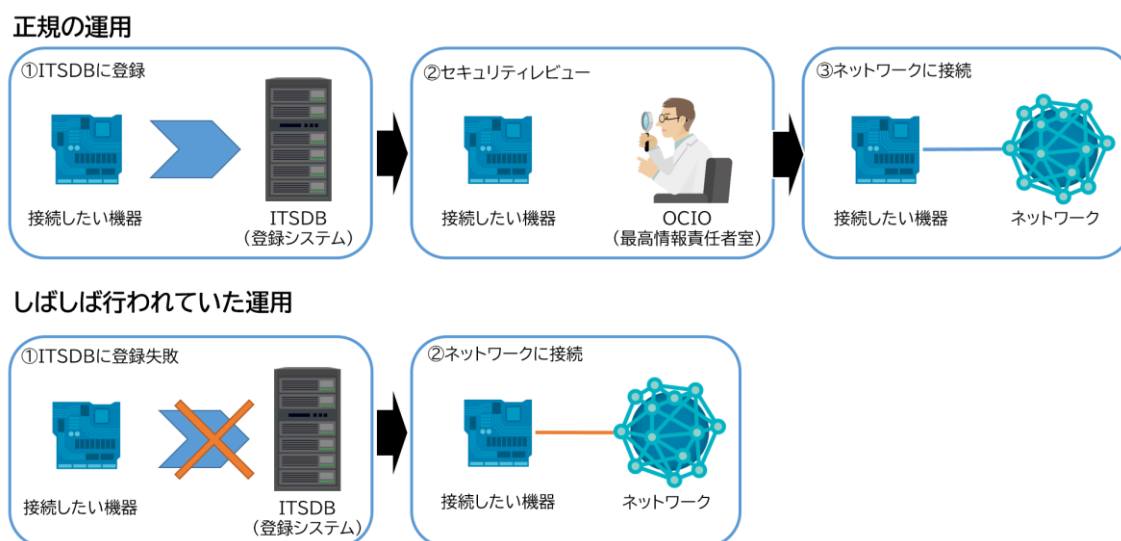 正規の運用
①ITSDBに登録
接続したい機器
ITSDB
(登録システム)
②セキュリティレビュー
接続したい機器
OCIO
(最高情報責任者室)
③ネットワークに接続
接続したい機器
ネットワーク
しばしば行われていた運用
①ITSDBに登録失敗
接続したい機器
ITSDB
(登録システム)
②ネットワークに接続
接続したい機器
ネットワーク